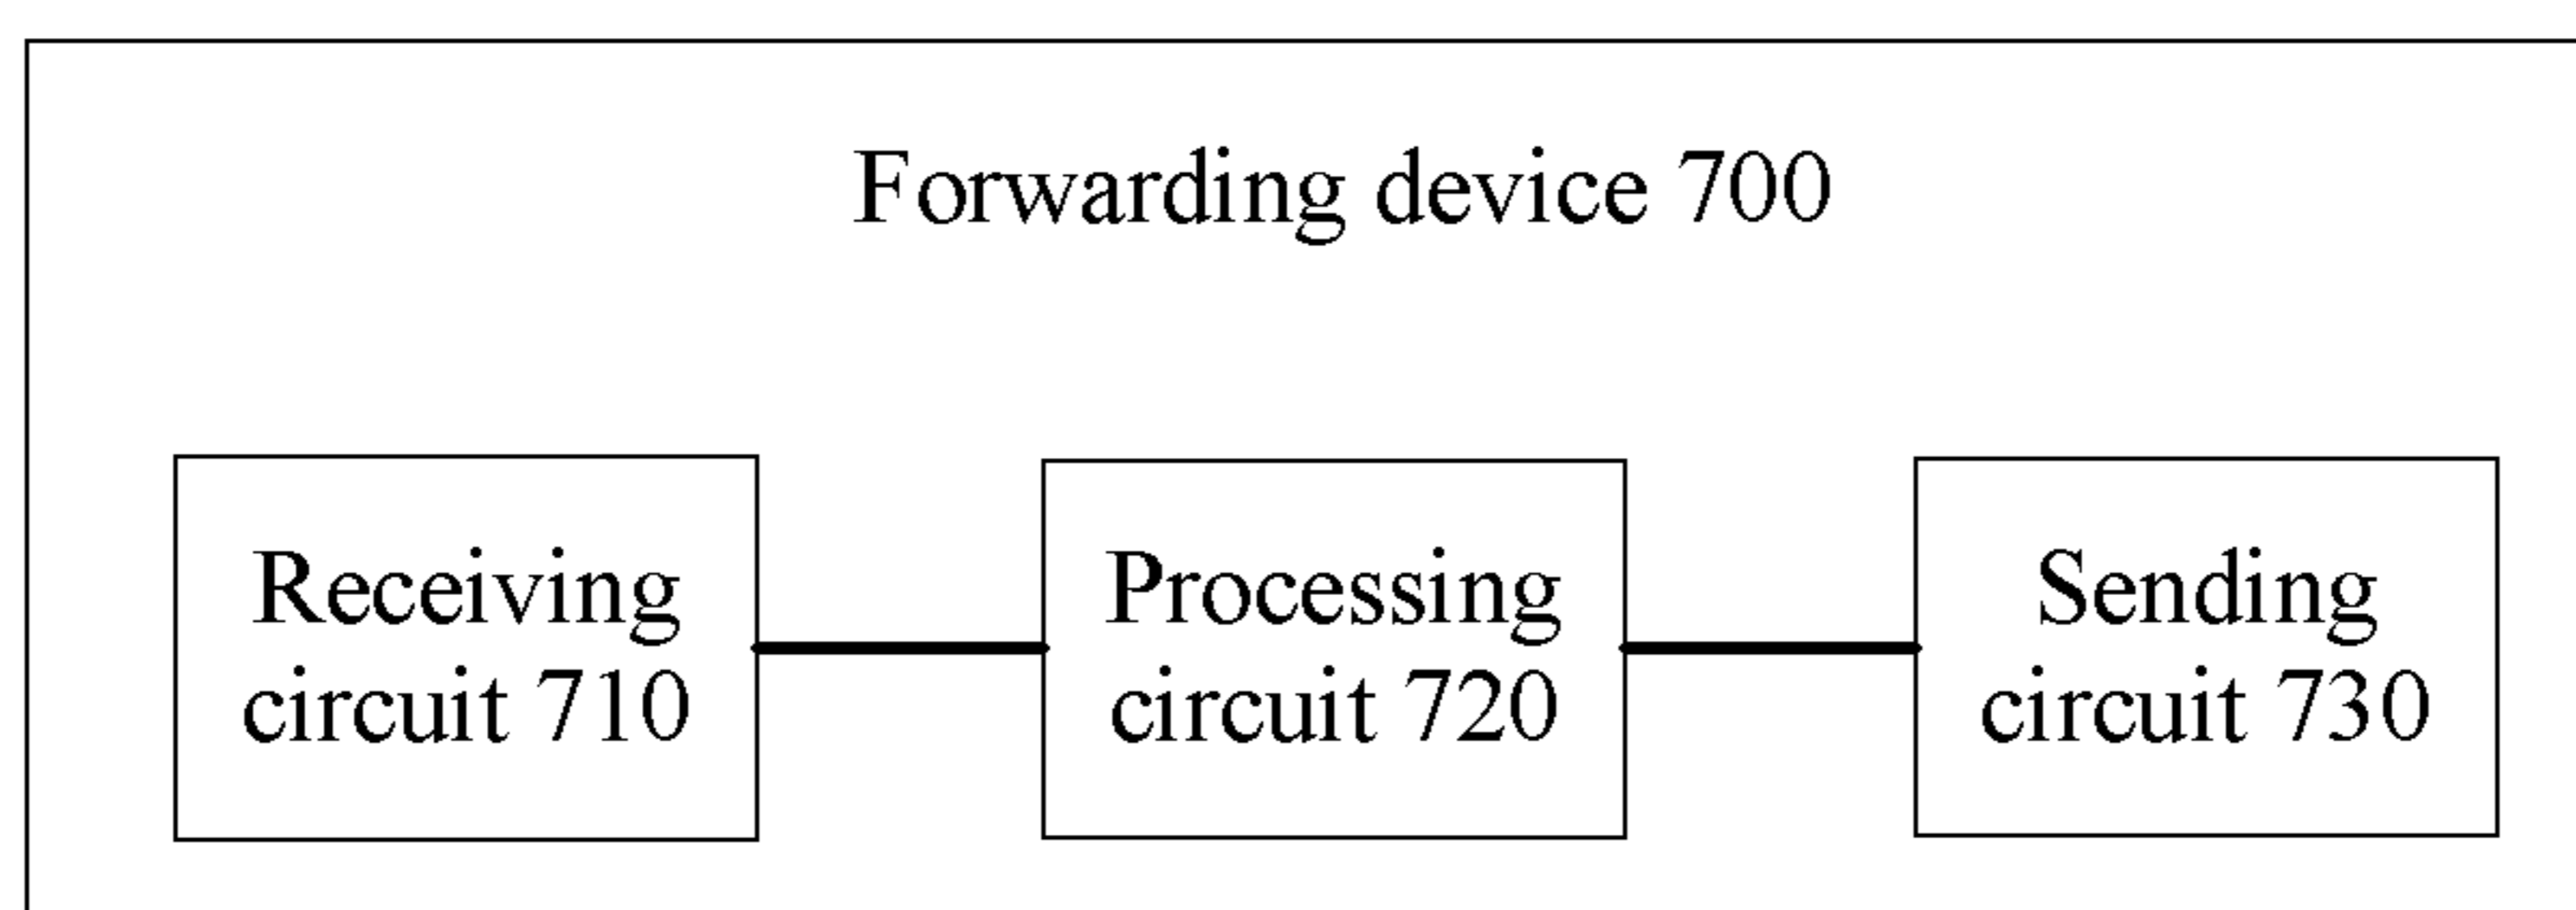 Forwarding device 700
Receiving
circuit 710
Processing
circuit 720
Sending
circuit 730